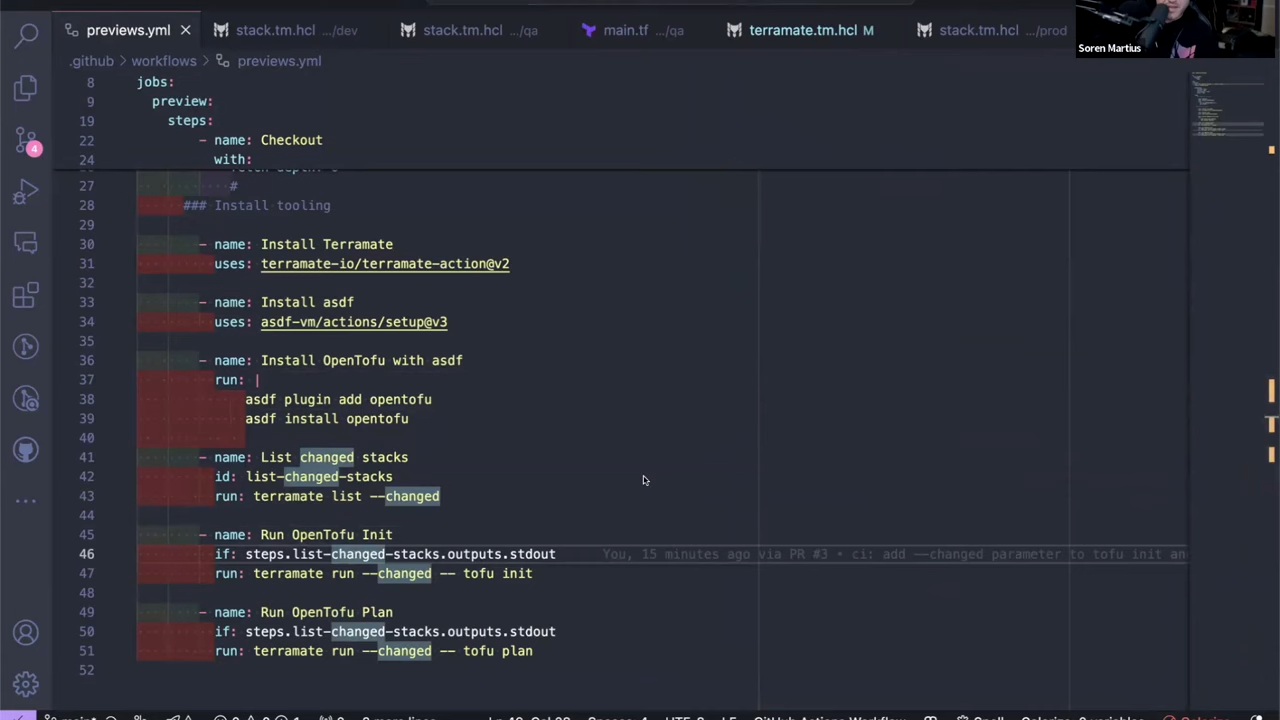 previews.yml
stack.tm.hcl .../dev
stack.tm.hcl .../qa
main.tf .../qa
terramate.tm.hcl M
stack.tm.hcl .../prod
Soren Martius
.github > workflows > previews.yml
8 jobs:
9 preview:
19 steps:
22 - name: Checkout
24 with:
27 #
28 ### Install tooling
29
30 - name: Install Terramate
31 uses: terramate-io/terramate-action@v2
32
33 - name: Install asdf
34 uses: asdf-vm/actions/setup@v3
35
36 - name: Install OpenTofu with asdf
37 run: |
38 asdf plugin add opentofu
39 asdf install opentofu
40
41 - name: List changed stacks
42 id: list-changed-stacks
43 run: terramate list --changed
44
45 - name: Run OpenTofu Init
46 if: steps.list-changed-stacks.outputs.stdout You, 15 minutes ago via PR #3 • ci: add --changed parameter to tofu init an
47 run: terramate run --changed -- tofu init
48
49 - name: Run OpenTofu Plan
50 if: steps.list-changed-stacks.outputs.stdout
51 run: terramate run --changed -- tofu plan
52
4